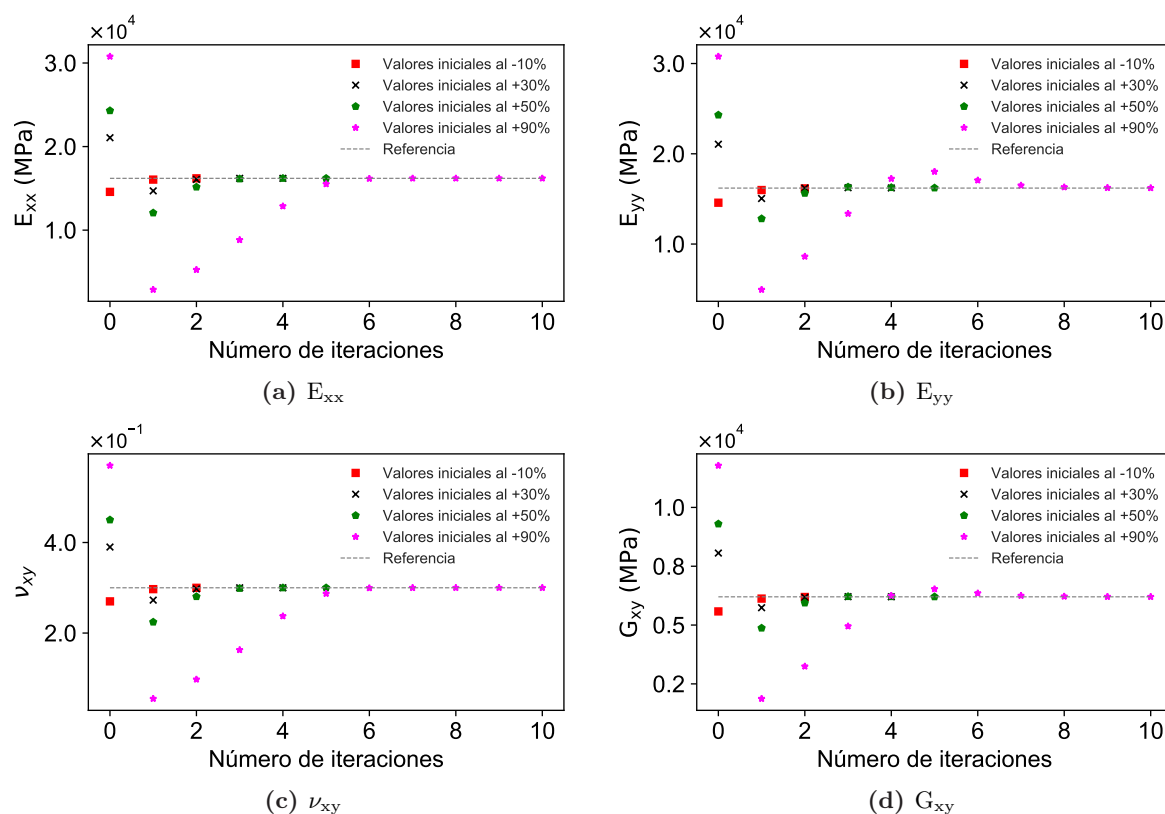 ×10⁴
3.0
2.0
1.0
E_xx (MPa)
Valores iniciales al -10%
Valores iniciales al +30%
Valores iniciales al +50%
Valores iniciales al +90%
Referencia
0 2 4 6 8 10
Número de iteraciones
(a) E_xx
×10⁴
3.0
2.0
1.0
E_yy (MPa)
Valores iniciales al -10%
Valores iniciales al +30%
Valores iniciales al +50%
Valores iniciales al +90%
Referencia
0 2 4 6 8 10
Número de iteraciones
(b) E_yy
×10⁻¹
4.0
2.0
ν_xy
Valores iniciales al -10%
Valores iniciales al +30%
Valores iniciales al +50%
Valores iniciales al +90%
Referencia
0 2 4 6 8 10
Número de iteraciones
(c) ν_xy
×10⁴
1.0
0.8
0.5
0.2
G_xy (MPa)
Valores iniciales al -10%
Valores iniciales al +30%
Valores iniciales al +50%
Valores iniciales al +90%
Referencia
0 2 4 6 8 10
Número de iteraciones
(d) G_xy